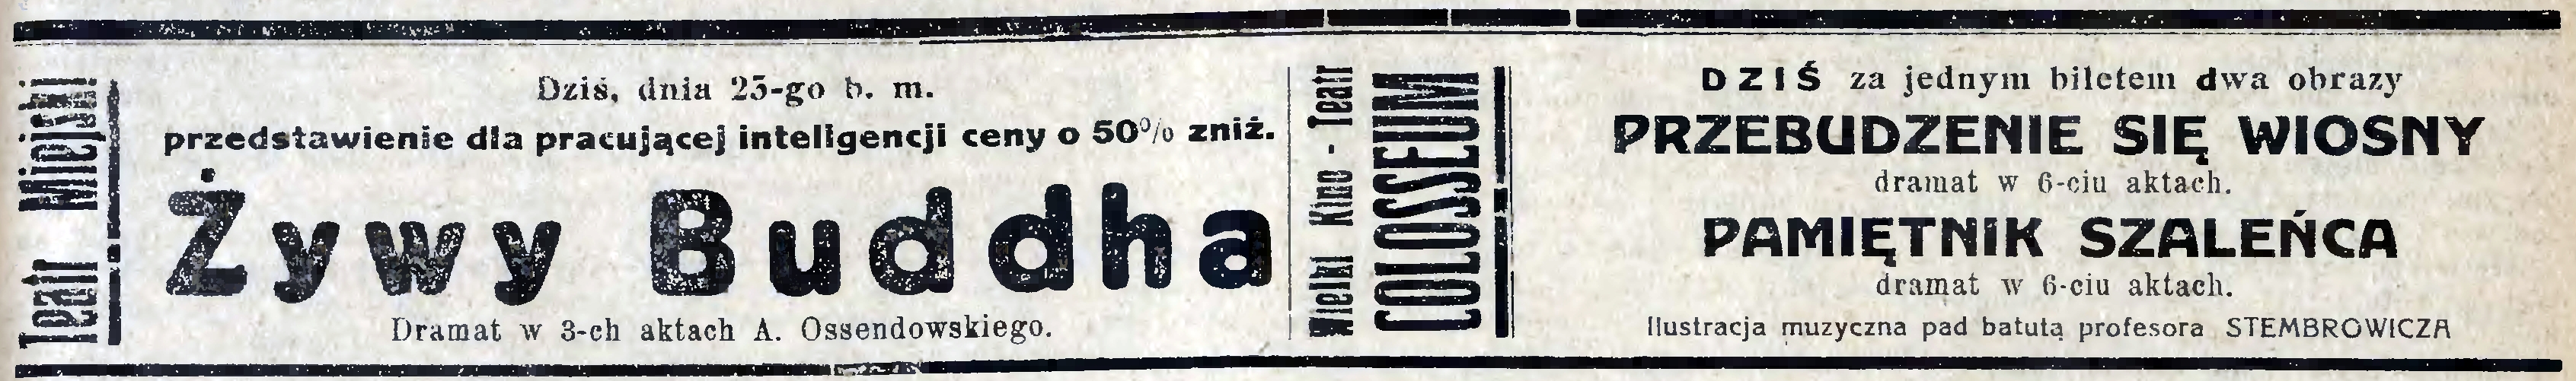 Teatr Miejski
Dziś, dnia 25-go b. m.
przedstawienie dla pracującej inteligencji ceny o 50% zniż.
Żywy Buddha
Dramat w 3-ch aktach A. Ossendowskiego.
Wielki Kino - Teatr
COLOSSEUM
DZIŚ za jednym biletem dwa obrazy
PRZEBUDZENIE SIĘ WIOSNY
dramat w 6-ciu aktach.
PAMIĘTNIK SZALEŃCA
dramat w 6-ciu aktach.
Ilustracja muzyczna pad batutą profesora STEMBROWICZA